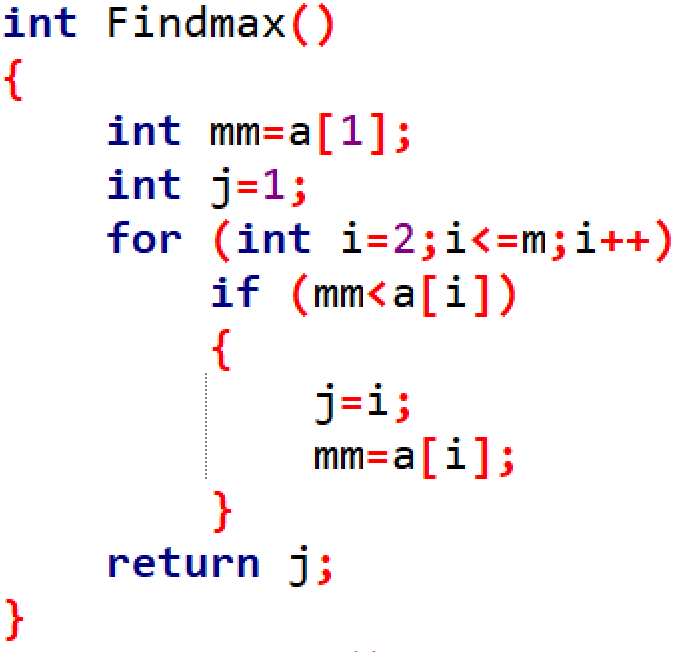 int Findmax()
{
    int mm=a[1];
    int j=1;
    for (int i=2;i<=m;i++)
        if (mm<a[i])
        {
            j=i;
            mm=a[i];
        }
    return j;
}